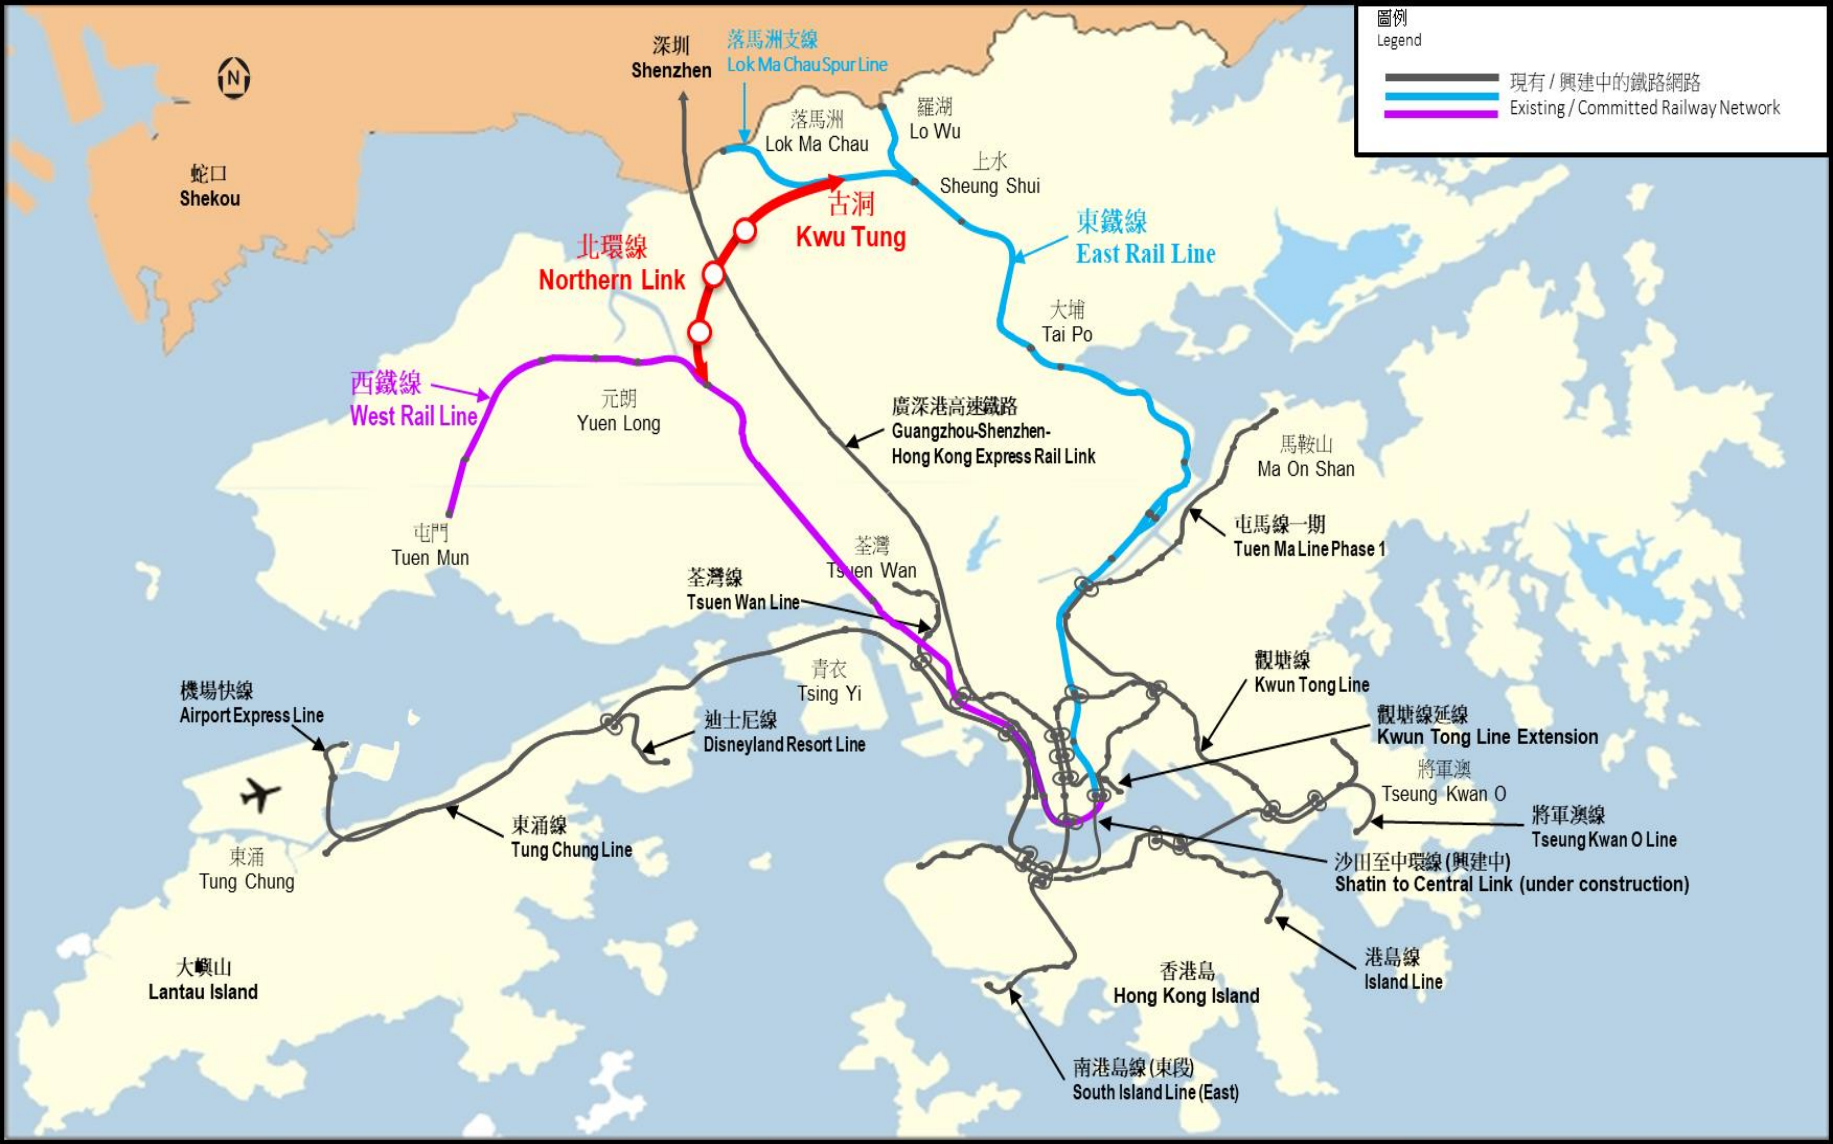 圖例
Legend
現有 / 興建中的鐵路網路
Existing / Committed Railway Network
N
深圳
Shenzhen
落馬洲支線
Lok Ma Chau Spur Line
落馬洲
Lok Ma Chau
羅湖
Lo Wu
上水
Sheung Shui
蛇口
Shekou
古洞
Kwu Tung
北環線
Northern Link
東鐵線
East Rail Line
大埔
Tai Po
西鐵線
West Rail Line
元朗
Yuen Long
廣深港高速鐵路
Guangzhou-Shenzhen-
Hong Kong Express Rail Link
馬鞍山
Ma On Shan
屯馬線一期
Tuen Ma Line Phase 1
屯門
Tuen Mun
荃灣
Tsuen Wan
荃灣線
Tsuen Wan Line
青衣
Tsing Yi
觀塘線
Kwun Tong Line
機場快線
Airport Express Line
迪士尼線
Disneyland Resort Line
觀塘線延線
Kwun Tong Line Extension
將軍澳
Tseung Kwan O
將軍澳線
Tseung Kwan O Line
東涌線
Tung Chung Line
東涌
Tung Chung
沙田至中環線 (興建中)
Shatin to Central Link (under construction)
大嶼山
Lantau Island
港島線
Island Line
香港島
Hong Kong Island
南港島線 (東段)
South Island Line (East)